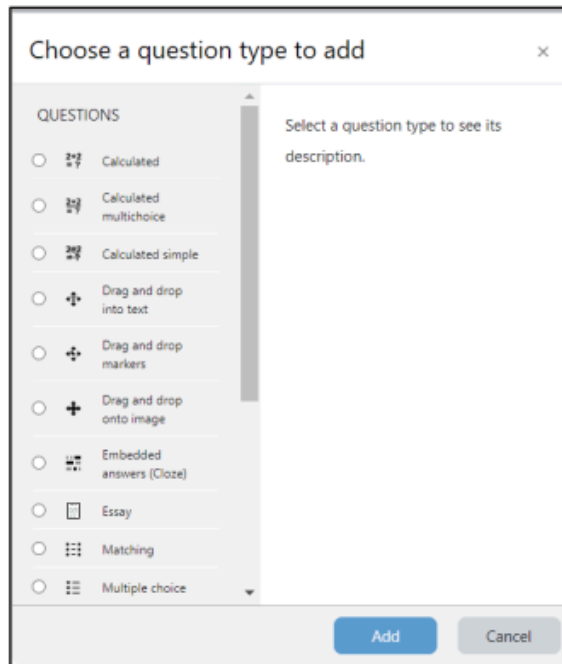 Choose a question type to add
×
QUESTIONS
Calculated
Calculated
multichoice
Calculated simple
Drag and drop
into text
Drag and drop
markers
Drag and drop
onto image
Embedded
answers (Cloze)
Essay
Matching
Multiple choice
Select a question type to see its
description.
Add
Cancel